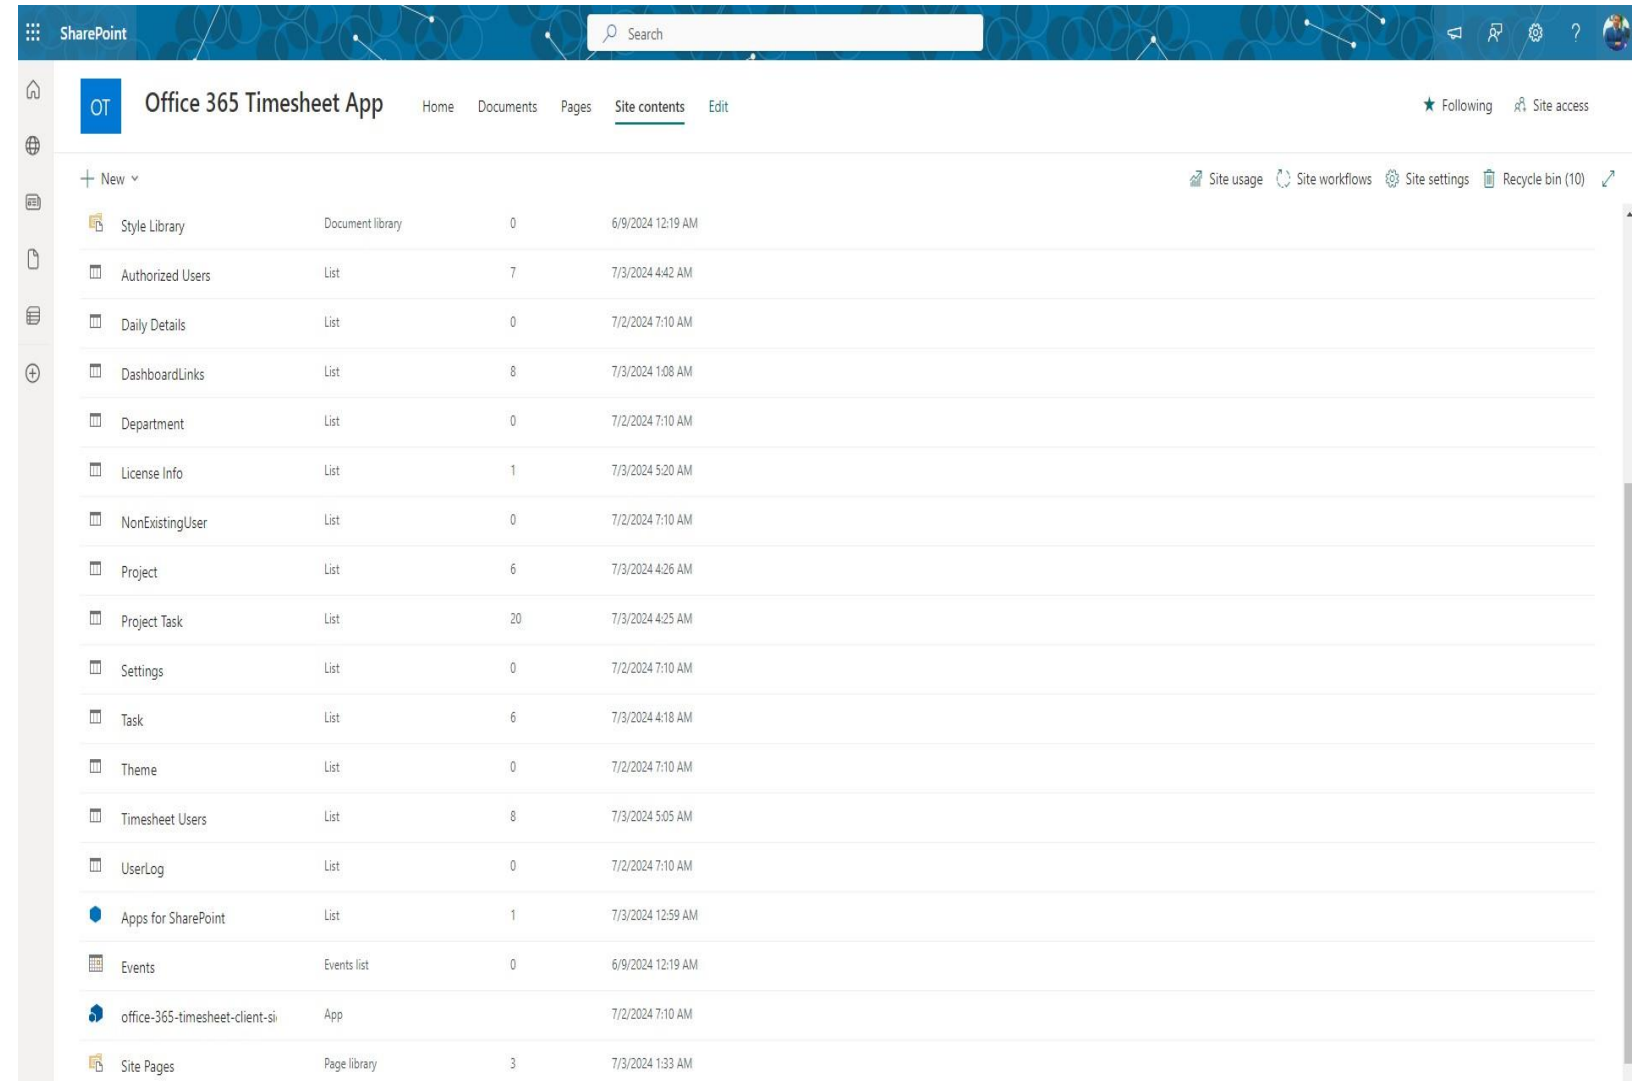 SharePoint
Search
?
OT
Office 365 Timesheet App
Home Documents Pages Site contents Edit
Following Site access
New
Site usage Site workflows Site settings Recycle bin (10)
Style Library Document library 0 6/9/2024 12:19 AM
Authorized Users List 7 7/3/2024 4:42 AM
Daily Details List 0 7/2/2024 7:10 AM
DashboardLinks List 8 7/3/2024 1:08 AM
Department List 0 7/2/2024 7:10 AM
License Info List 1 7/3/2024 5:20 AM
NonExistingUser List 0 7/2/2024 7:10 AM
Project List 6 7/3/2024 4:26 AM
Project Task List 20 7/3/2024 4:25 AM
Settings List 0 7/2/2024 7:10 AM
Task List 6 7/3/2024 4:18 AM
Theme List 0 7/2/2024 7:10 AM
Timesheet Users List 8 7/3/2024 5:05 AM
UserLog List 0 7/2/2024 7:10 AM
Apps for SharePoint List 1 7/3/2024 12:59 AM
Events Events list 0 6/9/2024 12:19 AM
office-365-timesheet-client-si App 7/2/2024 7:10 AM
Site Pages Page library 3 7/3/2024 1:33 AM